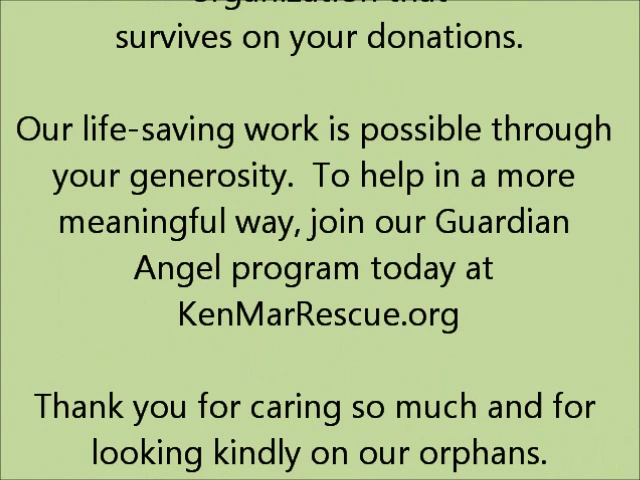 organization that
survives on your donations.
Our life-saving work is possible through
your generosity. To help in a more
meaningful way, join our Guardian
Angel program today at
KenMarRescue.org
Thank you for caring so much and for
looking kindly on our orphans.